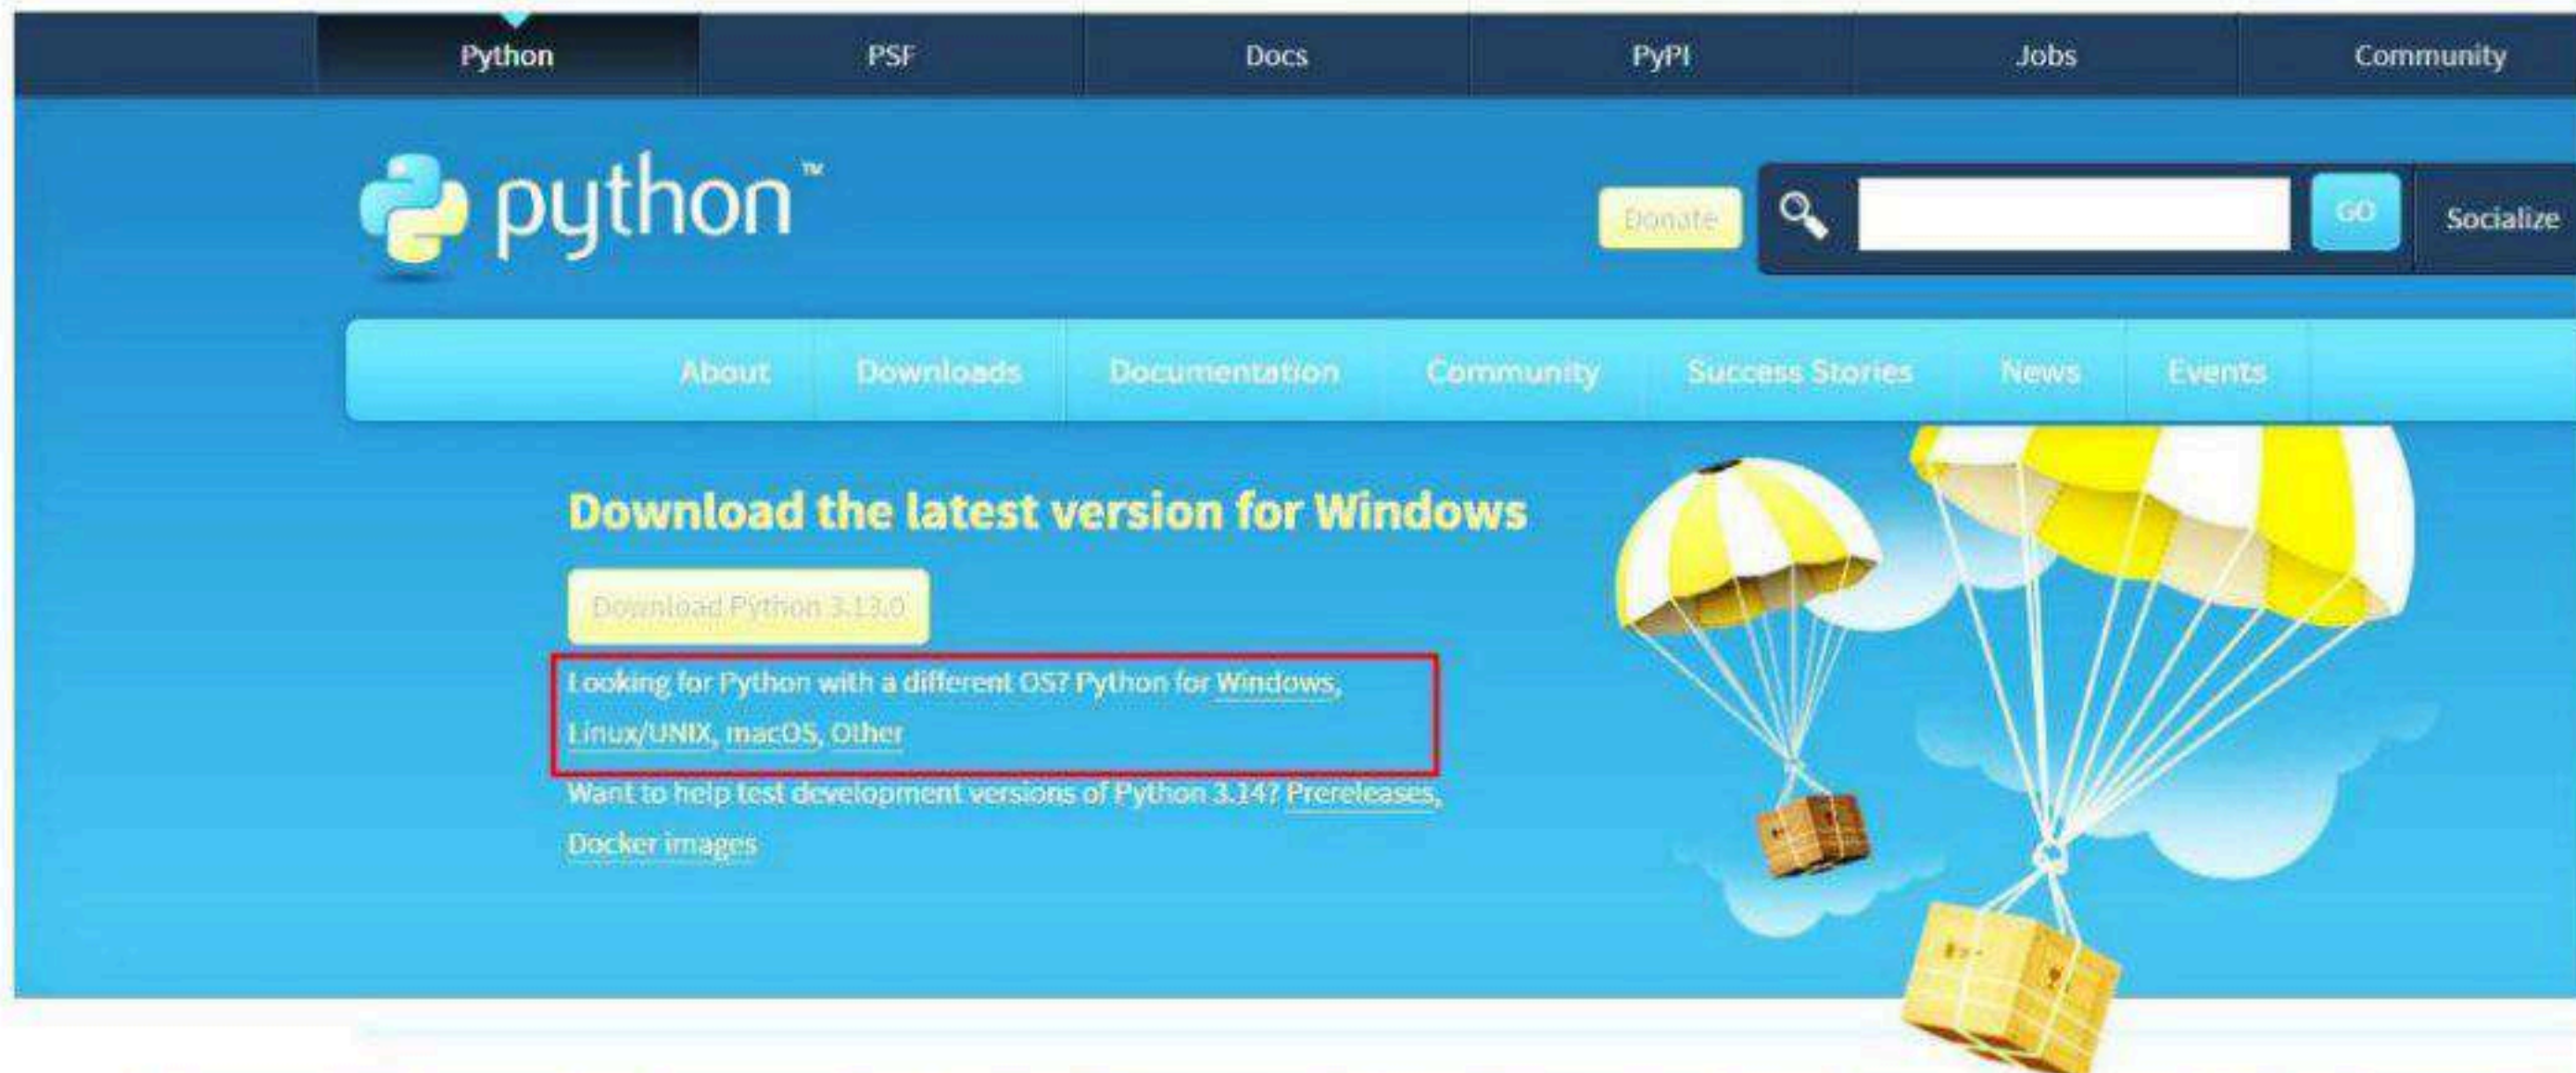 Python PSF Docs PyPI Jobs Community
python™
Donate GO Socialize
About Downloads Documentation Community Success Stories News Events
Download the latest version for Windows
Download Python 3.13.0
Looking for Python with a different OS? Python for Windows,
Linux/UNIX, macOS, Other
Want to help test development versions of Python 3.14? Prereleases,
Docker images